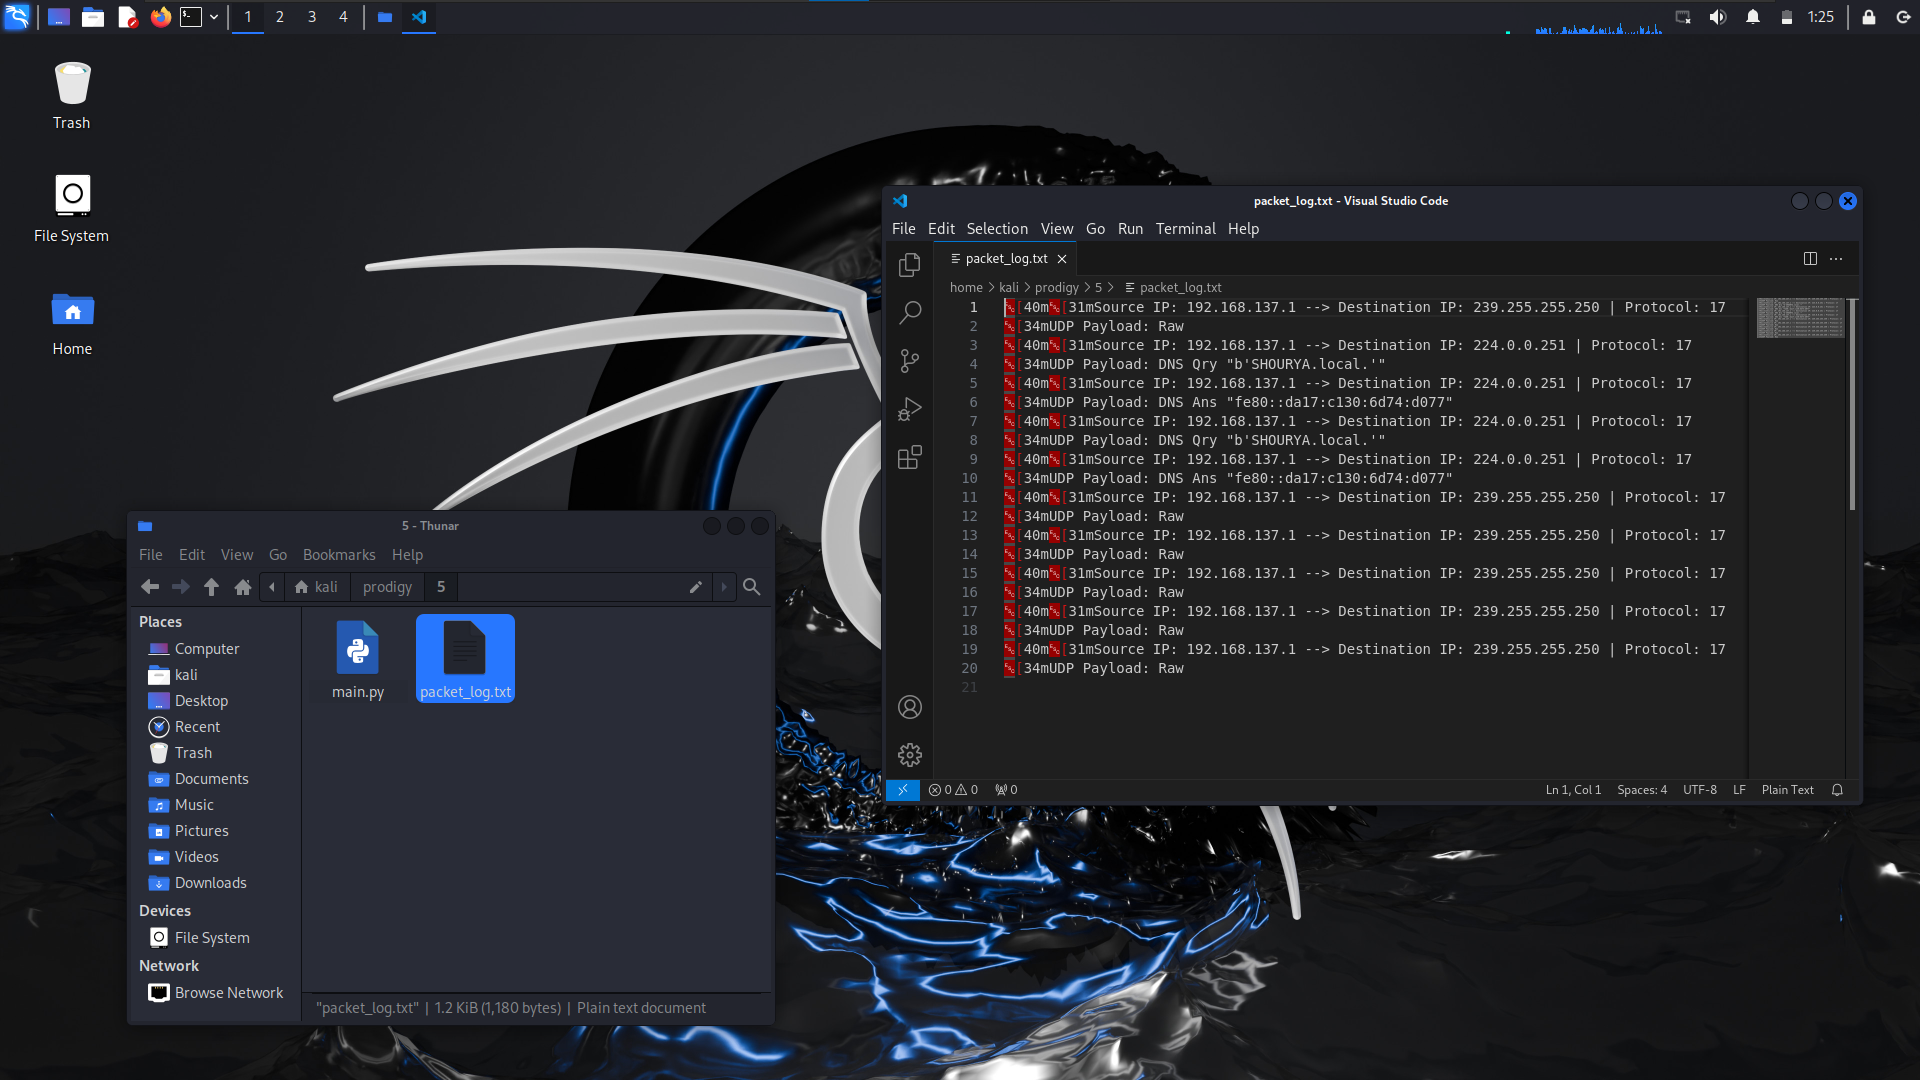 1 2 3 4
1:25
Trash
File System
Home
packet_log.txt - Visual Studio Code
File Edit Selection View Go Run Terminal Help
packet_log.txt
home > kali > prodigy > 5 > packet_log.txt
1 [40m[31mSource IP: 192.168.137.1 --> Destination IP: 239.255.255.250 | Protocol: 17
2 [34mUDP Payload: Raw
3 [40m[31mSource IP: 192.168.137.1 --> Destination IP: 224.0.0.251 | Protocol: 17
4 [34mUDP Payload: DNS Qry "b'SHOURYA.local.'"
5 [40m[31mSource IP: 192.168.137.1 --> Destination IP: 224.0.0.251 | Protocol: 17
6 [34mUDP Payload: DNS Ans "fe80::da17:c130:6d74:d077"
7 [40m[31mSource IP: 192.168.137.1 --> Destination IP: 224.0.0.251 | Protocol: 17
8 [34mUDP Payload: DNS Qry "b'SHOURYA.local.'"
9 [40m[31mSource IP: 192.168.137.1 --> Destination IP: 224.0.0.251 | Protocol: 17
10 [34mUDP Payload: DNS Ans "fe80::da17:c130:6d74:d077"
11 [40m[31mSource IP: 192.168.137.1 --> Destination IP: 239.255.255.250 | Protocol: 17
12 [34mUDP Payload: Raw
13 [40m[31mSource IP: 192.168.137.1 --> Destination IP: 239.255.255.250 | Protocol: 17
14 [34mUDP Payload: Raw
15 [40m[31mSource IP: 192.168.137.1 --> Destination IP: 239.255.255.250 | Protocol: 17
16 [34mUDP Payload: Raw
17 [40m[31mSource IP: 192.168.137.1 --> Destination IP: 239.255.255.250 | Protocol: 17
18 [34mUDP Payload: Raw
19 [40m[31mSource IP: 192.168.137.1 --> Destination IP: 239.255.255.250 | Protocol: 17
20 [34mUDP Payload: Raw
21
0 0 0
Ln 1, Col 1 Spaces: 4 UTF-8 LF Plain Text
5 - Thunar
File Edit View Go Bookmarks Help
kali prodigy 5
Places
Computer
kali
Desktop
Recent
Trash
Documents
Music
Pictures
Videos
Downloads
Devices
File System
Network
Browse Network
main.py
packet_log.txt
"packet_log.txt" | 1.2 KiB (1,180 bytes) | Plain text document